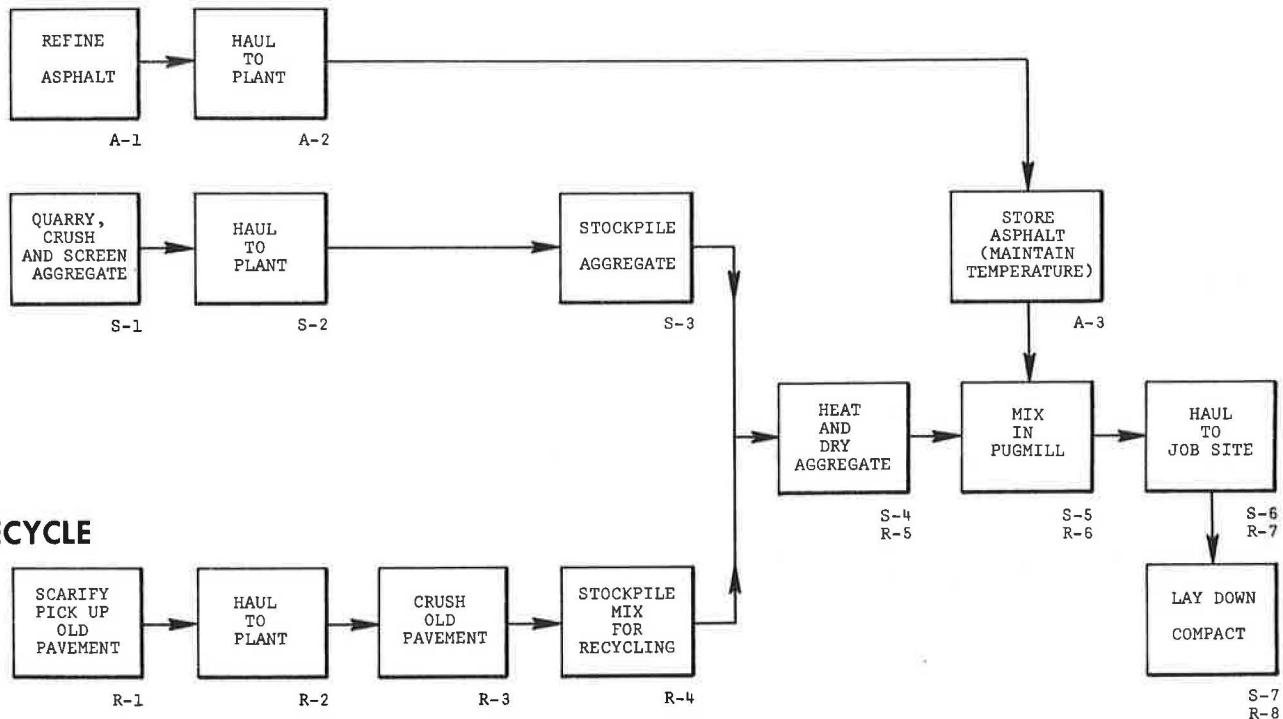 REFINE
ASPHALT
A-1
HAUL
TO
PLANT
A-2
QUARRY,
CRUSH
AND SCREEN
AGGREGATE
S-1
HAUL
TO
PLANT
S-2
STOCKPILE
AGGREGATE
S-3
STORE
ASPHALT
(MAINTAIN
TEMPERATURE)
A-3
HEAT
AND
DRY
AGGREGATE
S-4
R-5
MIX
IN
PUGMILL
S-5
R-6
HAUL
TO
JOB SITE
S-6
R-7
ECYCLE
SCARIFY
PICK UP
OLD
PAVEMENT
R-1
HAUL
TO
PLANT
R-2
CRUSH
OLD
PAVEMENT
R-3
STOCKPILE
MIX
FOR
RECYCLING
R-4
LAY DOWN
COMPACT
S-7
R-8